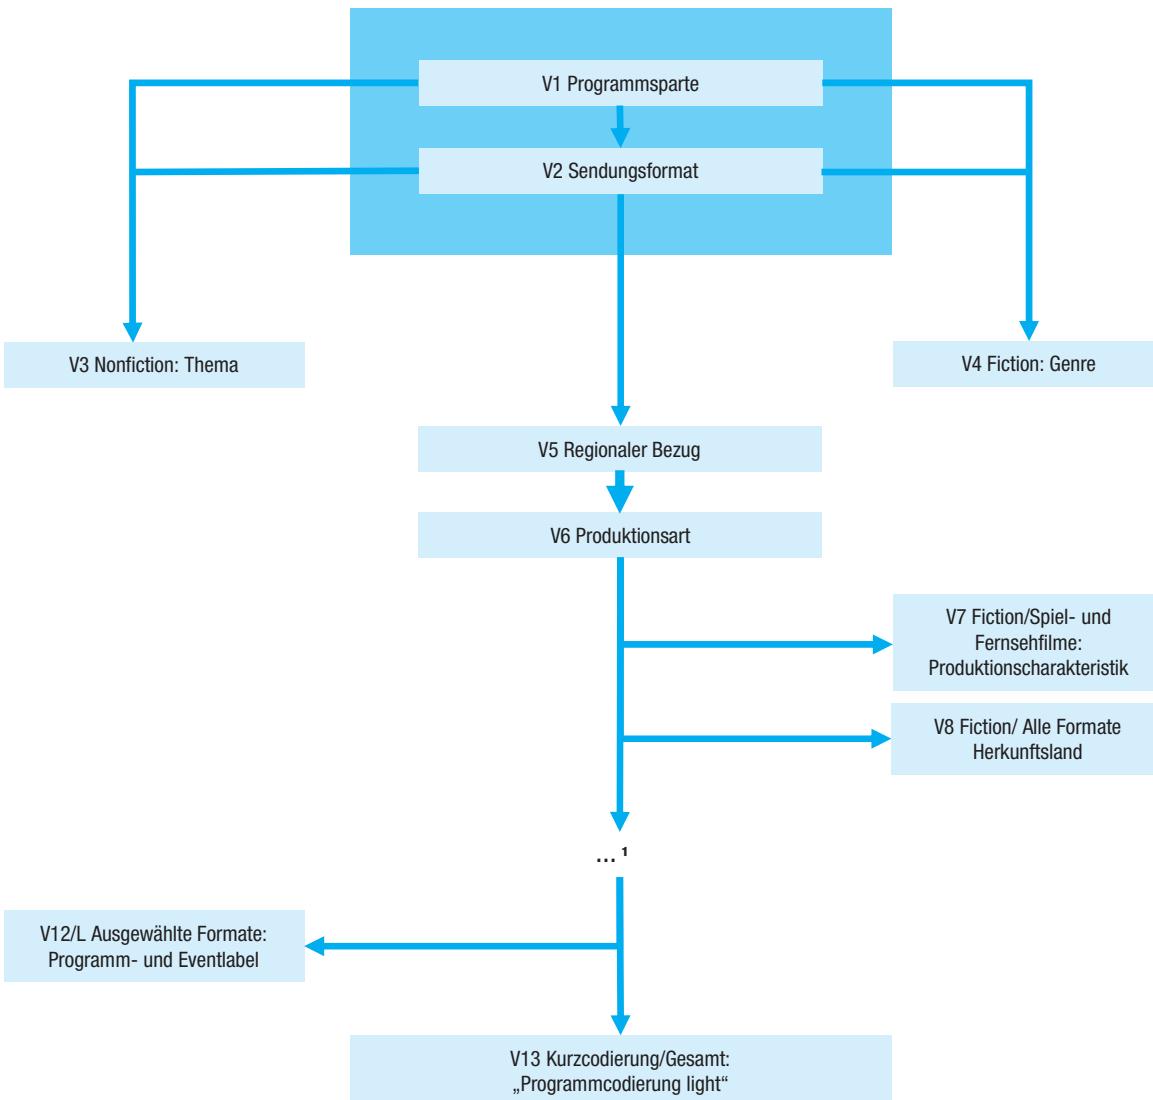 V1 Programmsparte
V2 Sendungsformat
V3 Nonfiction: Thema
V4 Fiction: Genre
V5 Regionaler Bezug
V6 Produktionsart
V7 Fiction/Spiel- und
Fernsehfilme:
Produktionscharakteristik
V8 Fiction/ Alle Formate
Herkunftsland
... ¹
V12/L Ausgewählte Formate:
Programm- und Eventlabel
V13 Kurzcodierung/Gesamt:
„Programmcodierung light“